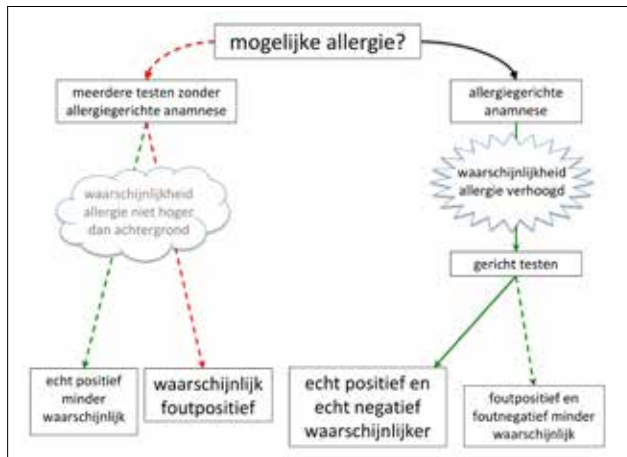 mogelijke allergie?
meerdere testen zonder
allergiegerichte anamnese
allergiegerichte
anamnese
waarschijnlijkheid
allergie niet hoger
dan achtergrond
waarschijnlijkheid
allergie verhoogd
gericht testen
echt positief
minder
waarschijnlijk
waarschijnlijk
foutpositief
echt positief en
echt negatief
waarschijnlijker
foutpositief en
foutnegatief minder
waarschijnlijk